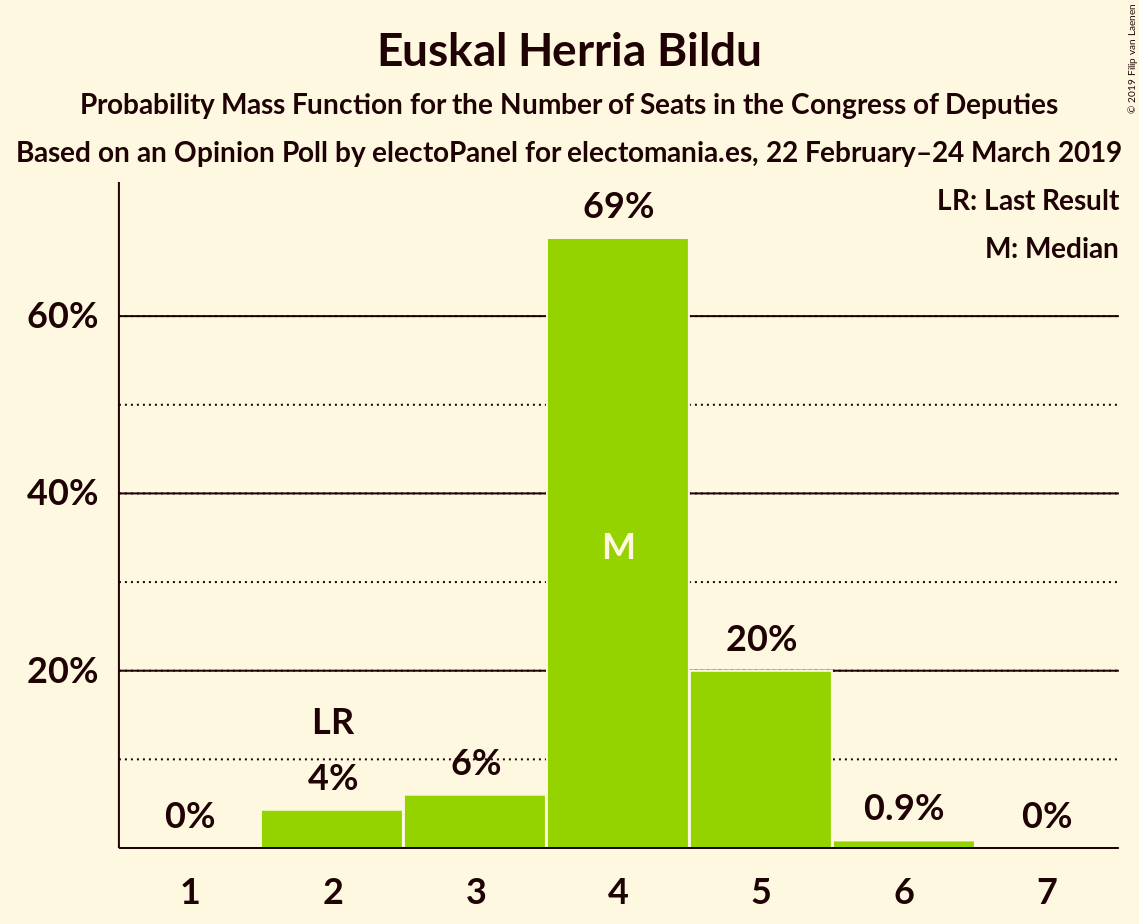 Euskal Herria Bildu
Probability Mass Function for the Number of Seats in the Congress of Deputies
Based on an Opinion Poll by electoPanel for electomania.es, 22 February–24 March 2019
© 2019 Filip van Laenen
LR: Last Result
M: Median
69%
60%
40%
M
20%
20%
LR
6%
4%
0.9%
0%
0%
1 2 3 4 5 6 7